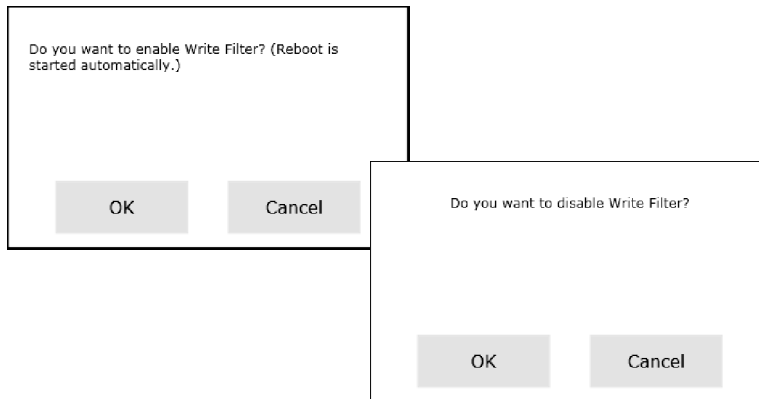 Do you want to enable Write Filter? (Reboot is
started automatically.)
OK
Cancel
Do you want to disable Write Filter?
OK
Cancel